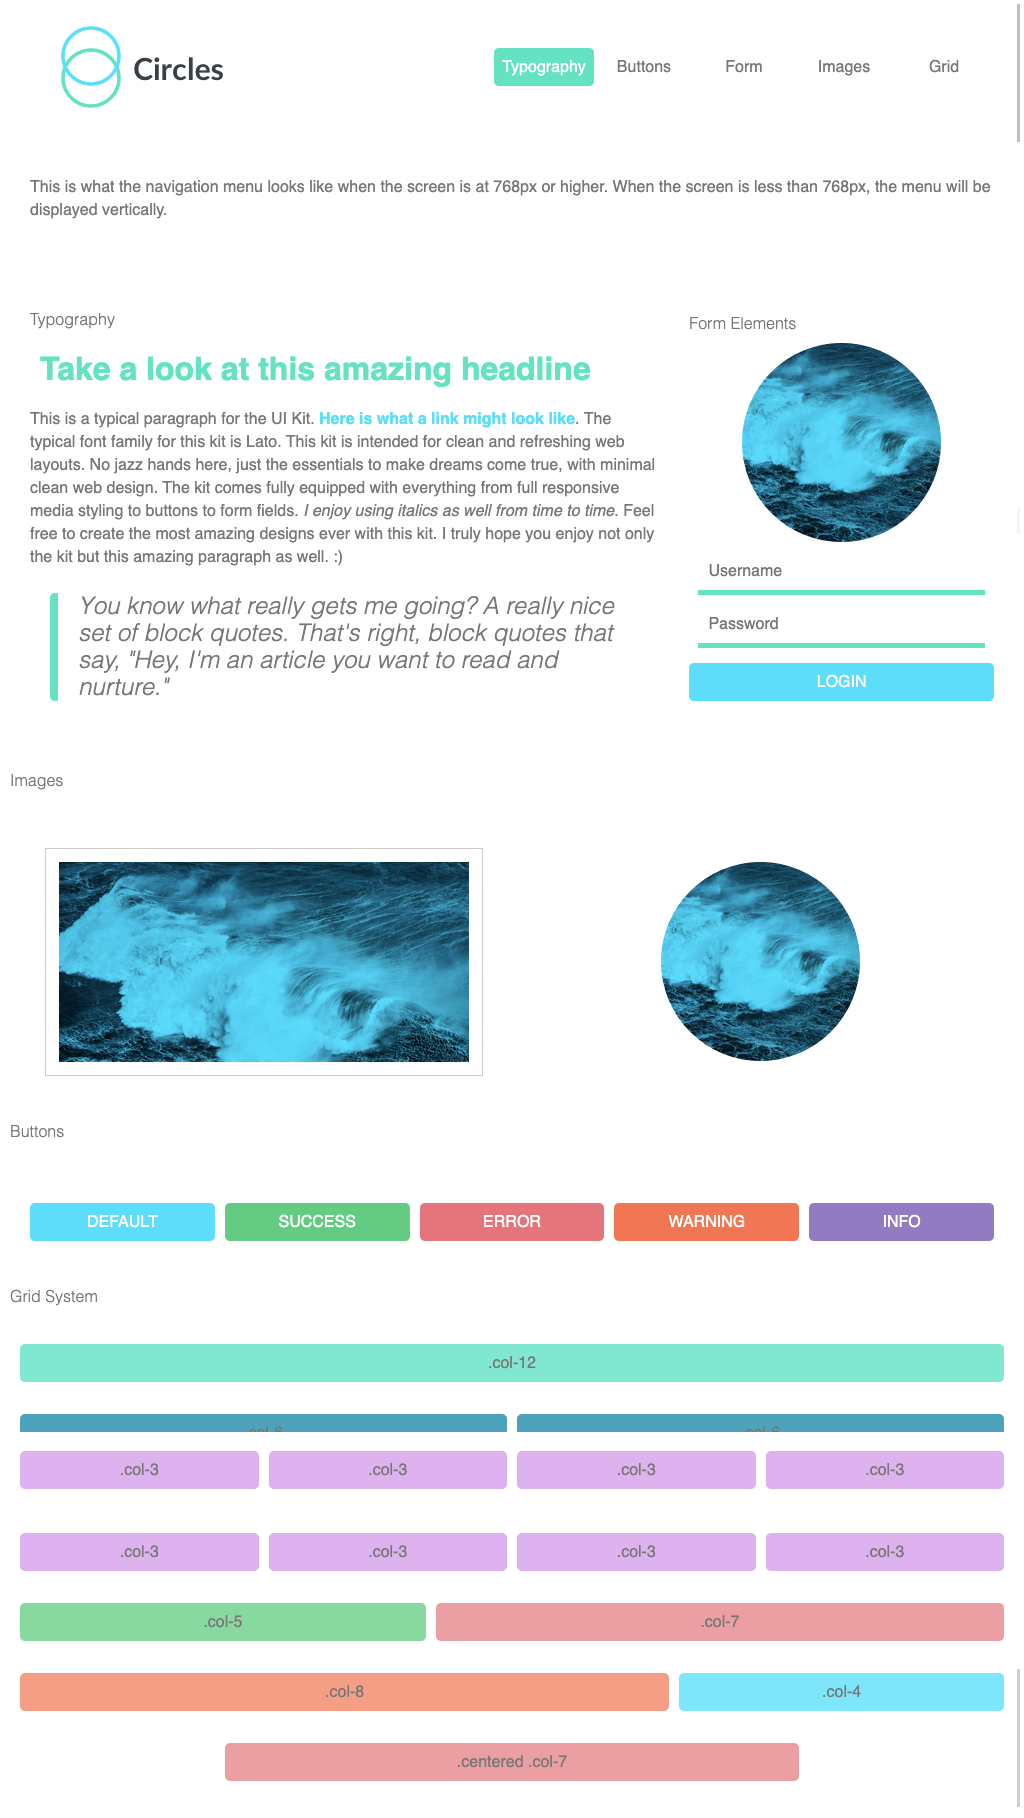 Circles
Typography
Buttons
Form
Images
Grid
This is what the navigation menu looks like when the screen is at 768px or higher. When the screen is less than 768px, the menu will be
displayed vertically.
Typography
Take a look at this amazing headline
This is a typical paragraph for the UI Kit. Here is what a link might look like. The
typical font family for this kit is Lato. This kit is intended for clean and refreshing web
layouts. No jazz hands here, just the essentials to make dreams come true, with minimal
clean web design. The kit comes fully equipped with everything from full responsive
media styling to buttons to form fields. I enjoy using italics as well from time to time. Feel
free to create the most amazing designs ever with this kit. I truly hope you enjoy not only
the kit but this amazing paragraph as well. :)
You know what really gets me going? A really nice
set of block quotes. That's right, block quotes that
say, "Hey, I'm an article you want to read and
nurture."
Form Elements
Username
Password
LOGIN
Images
Buttons
DEFAULT
SUCCESS
ERROR
WARNING
INFO
Grid System
.col-12
.col-6
.col-6
.col-3
.col-3
.col-3
.col-3
.col-3
.col-3
.col-3
.col-3
.col-5
.col-7
.col-8
.col-4
.centered .col-7